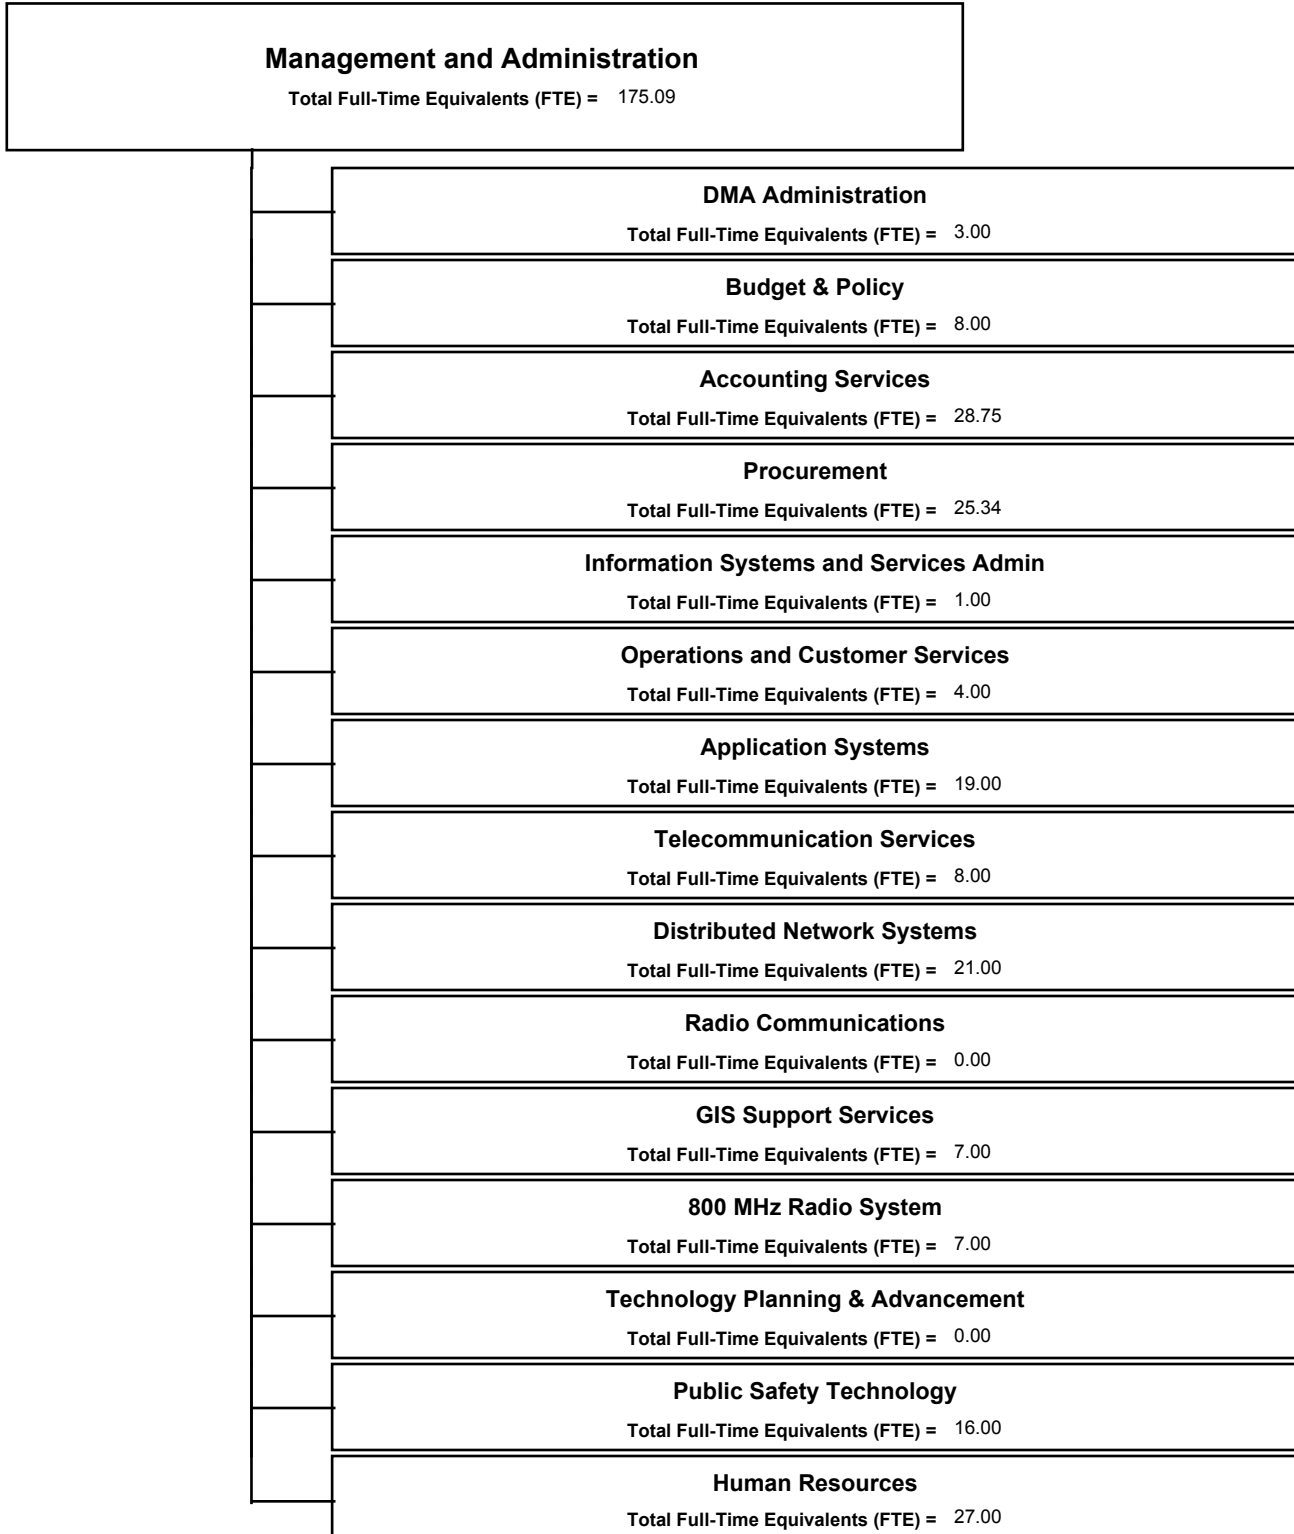 Management and Administration
Total Full-Time Equivalents (FTE) = 175.09
DMA Administration
Total Full-Time Equivalents (FTE) = 3.00
Budget & Policy
Total Full-Time Equivalents (FTE) = 8.00
Accounting Services
Total Full-Time Equivalents (FTE) = 28.75
Procurement
Total Full-Time Equivalents (FTE) = 25.34
Information Systems and Services Admin
Total Full-Time Equivalents (FTE) = 1.00
Operations and Customer Services
Total Full-Time Equivalents (FTE) = 4.00
Application Systems
Total Full-Time Equivalents (FTE) = 19.00
Telecommunication Services
Total Full-Time Equivalents (FTE) = 8.00
Distributed Network Systems
Total Full-Time Equivalents (FTE) = 21.00
Radio Communications
Total Full-Time Equivalents (FTE) = 0.00
GIS Support Services
Total Full-Time Equivalents (FTE) = 7.00
800 MHz Radio System
Total Full-Time Equivalents (FTE) = 7.00
Technology Planning & Advancement
Total Full-Time Equivalents (FTE) = 0.00
Public Safety Technology
Total Full-Time Equivalents (FTE) = 16.00
Human Resources
Total Full-Time Equivalents (FTE) = 27.00